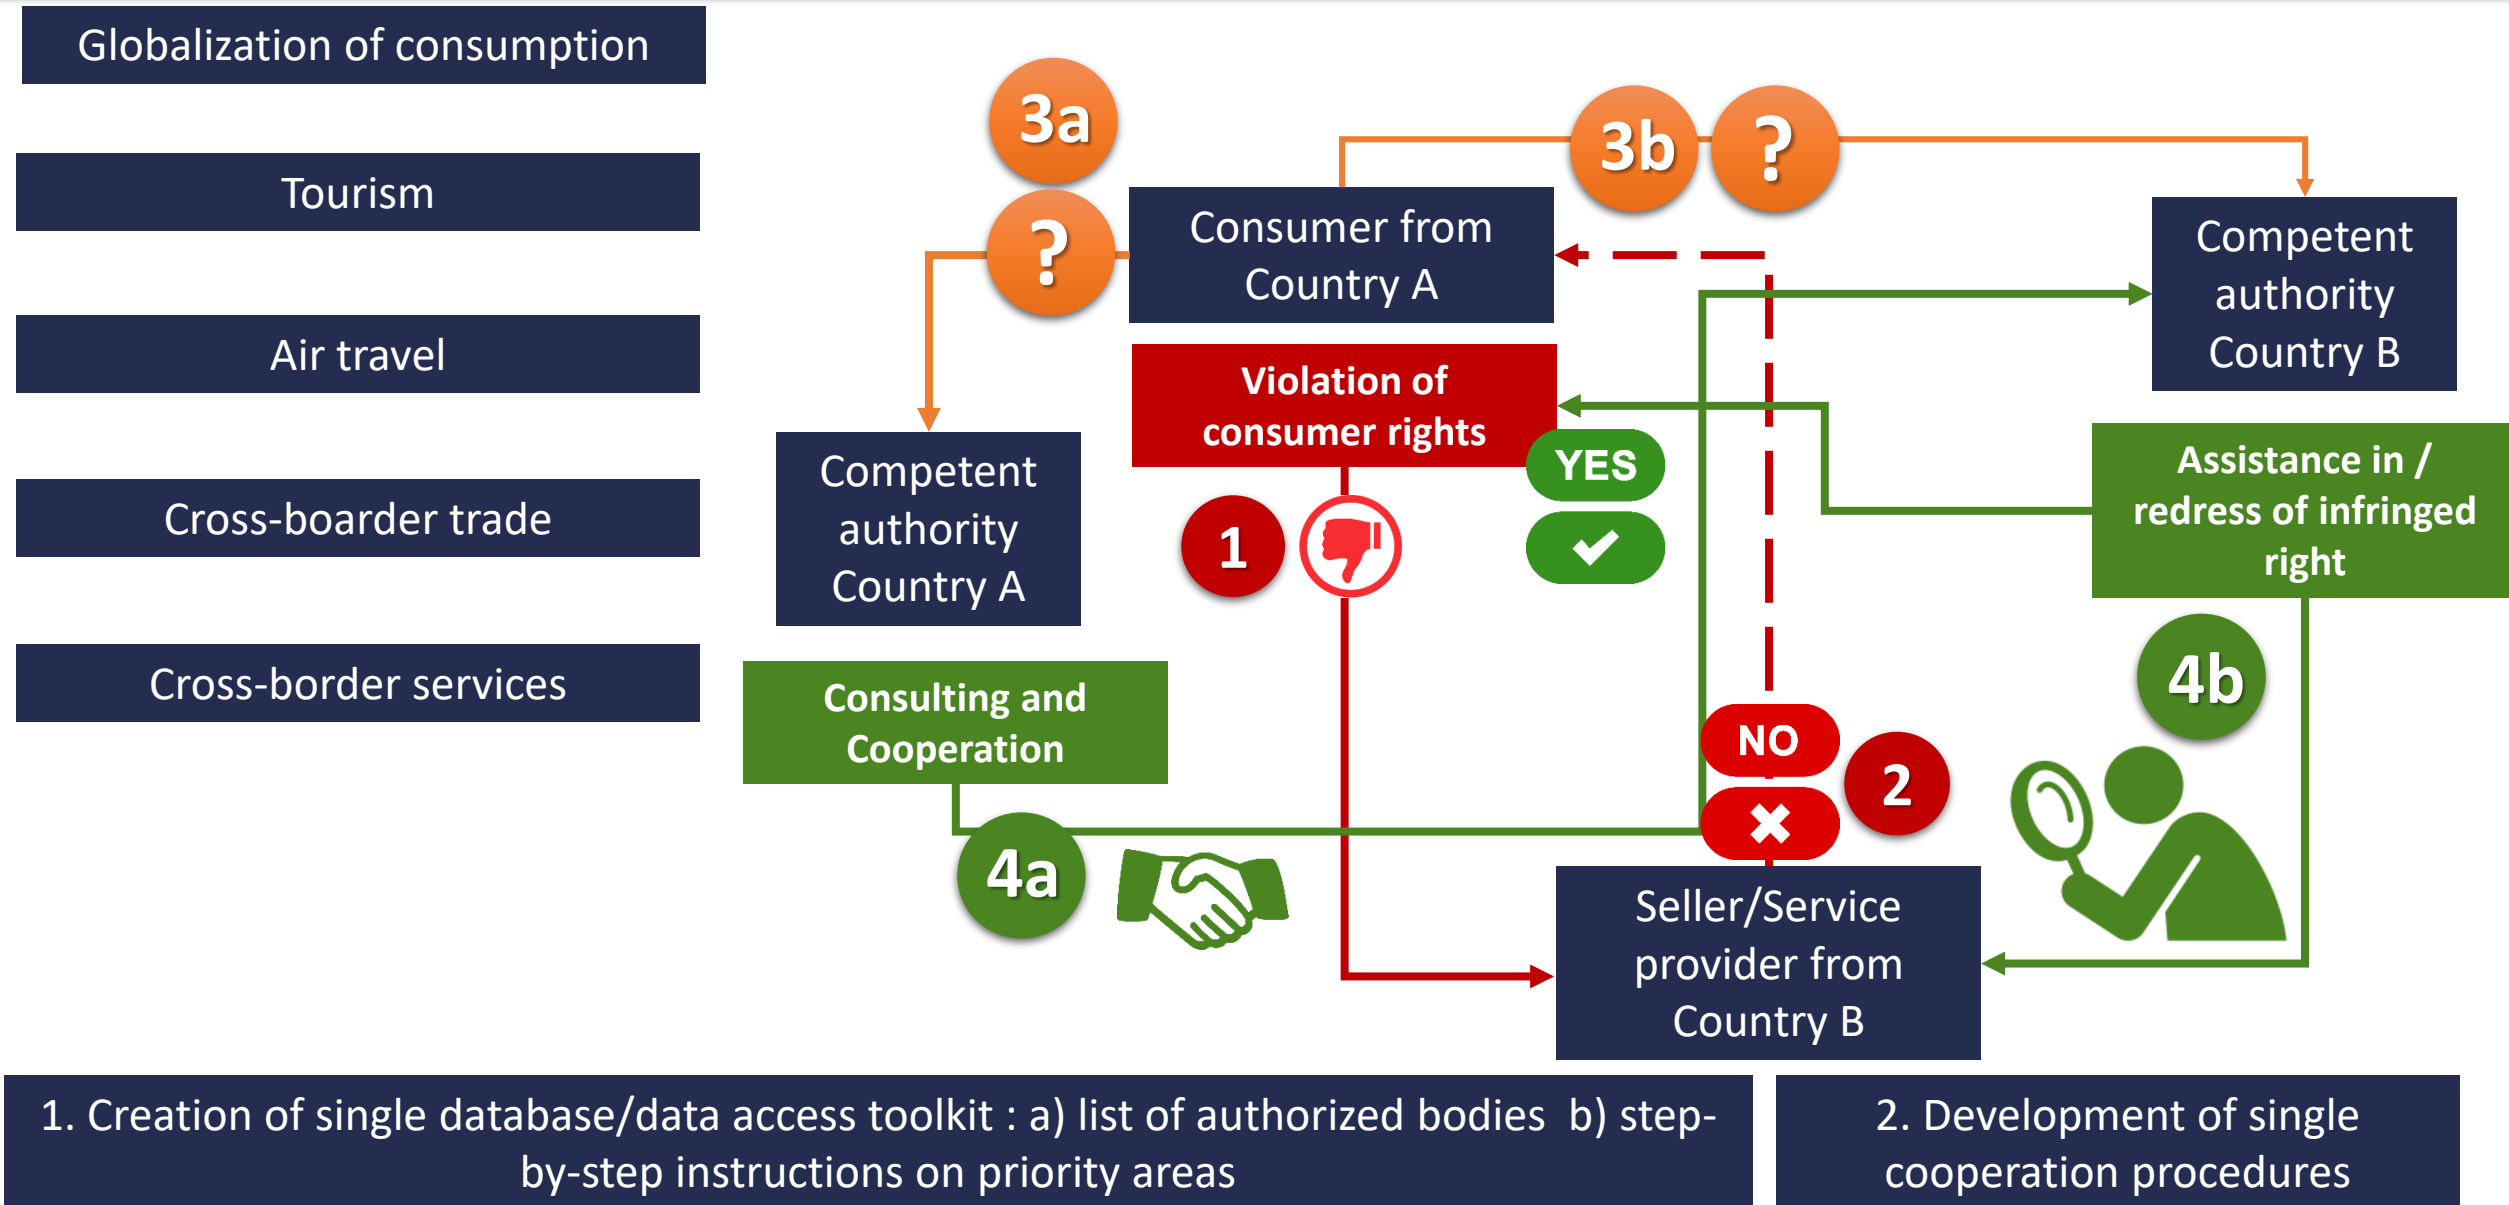 Globalization of consumption
Tourism
Air travel
Cross-boarder trade
Cross-border services
3a
?
3b
?
Consumer from
Country A
Competent
authority
Country B
Violation of
consumer rights
YES
Competent
authority
Country A
1
Assistance in /
redress of infringed
right
Consulting and
Cooperation
4b
NO
2
4a
Seller/Service
provider from
Country B
1. Creation of single database/data access toolkit : a) list of authorized bodies  b) step-
by-step instructions on priority areas
2. Development of single
cooperation procedures